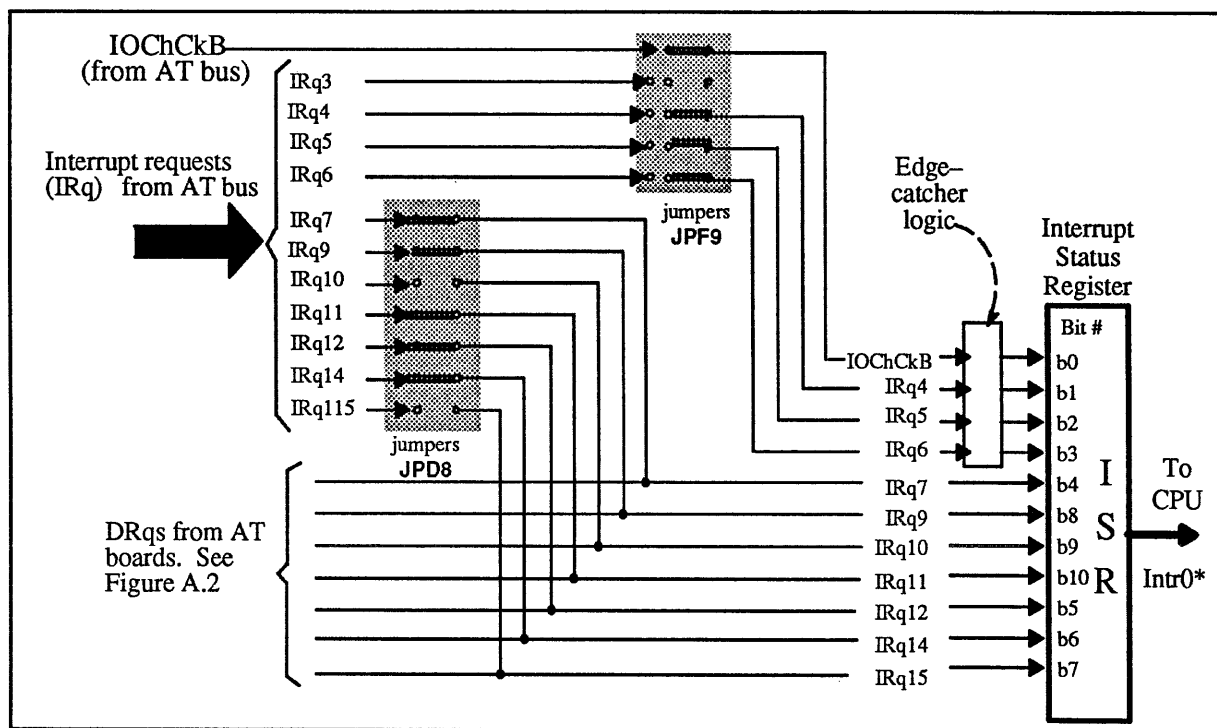 IOChCkB
(from AT bus)
IRq3
IRq4
IRq5
IRq6
Interrupt requests
(IRq) from AT bus
IRq7
IRq9
IRq10
IRq11
IRq12
IRq14
IRq115
jumpers
JPF9
jumpers
JPD8
DRqs from AT
boards. See
Figure A.2
Edge–
catcher
logic
Interrupt
Status
Register
Bit #
IOChCkB
b0
IRq4
b1
IRq5
b2
IRq6
b3
IRq7
b4
IRq9
b8
IRq10
b9
IRq11
b10
IRq12
b5
IRq14
b6
IRq15
b7
I
S
R
To
CPU
Intr0*